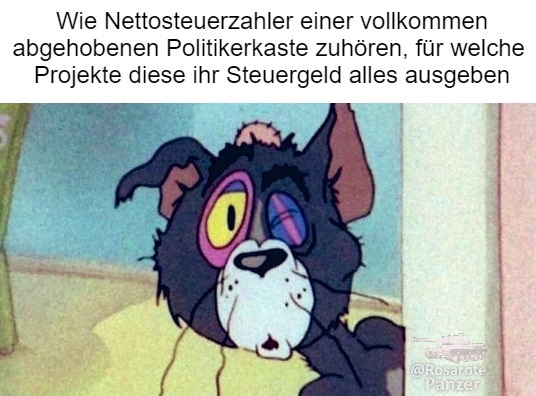 Wie Nettosteuerzahler einer vollkommen
abgehobenen Politikerkaste zuhören, für welche
Projekte diese ihr Steuergeld alles ausgeben
@Rosarote
Panzer